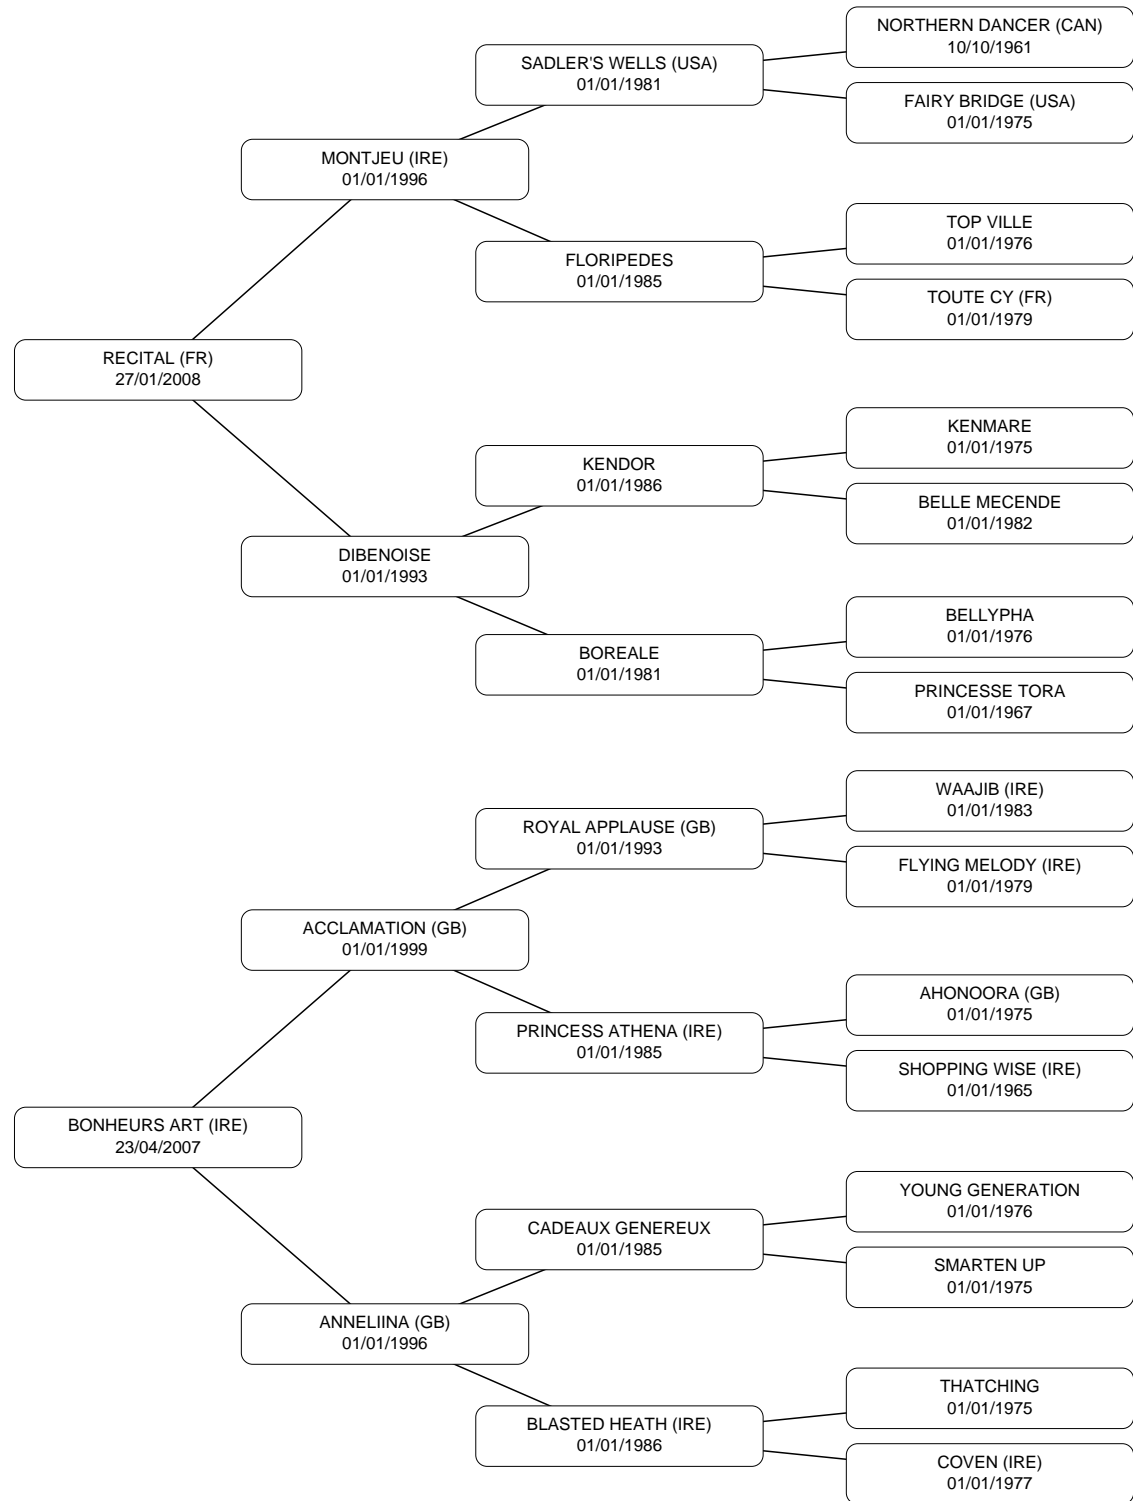 NORTHERN DANCER (CAN)
10/10/1961
SADLER'S WELLS (USA)
01/01/1981
FAIRY BRIDGE (USA)
01/01/1975
MONTJEU (IRE)
01/01/1996
TOP VILLE
01/01/1976
FLORIPEDES
01/01/1985
TOUTE CY (FR)
01/01/1979
RECITAL (FR)
27/01/2008
KENMARE
01/01/1975
KENDOR
01/01/1986
BELLE MECENDE
01/01/1982
DIBENOISE
01/01/1993
BELLYPHA
01/01/1976
BOREALE
01/01/1981
PRINCESSE TORA
01/01/1967
WAAJIB (IRE)
01/01/1983
ROYAL APPLAUSE (GB)
01/01/1993
FLYING MELODY (IRE)
01/01/1979
ACCLAMATION (GB)
01/01/1999
AHONOORA (GB)
01/01/1975
PRINCESS ATHENA (IRE)
01/01/1985
SHOPPING WISE (IRE)
01/01/1965
BONHEURS ART (IRE)
23/04/2007
YOUNG GENERATION
01/01/1976
CADEAUX GENEREUX
01/01/1985
SMARTEN UP
01/01/1975
ANNELIINA (GB)
01/01/1996
THATCHING
01/01/1975
BLASTED HEATH (IRE)
01/01/1986
COVEN (IRE)
01/01/1977